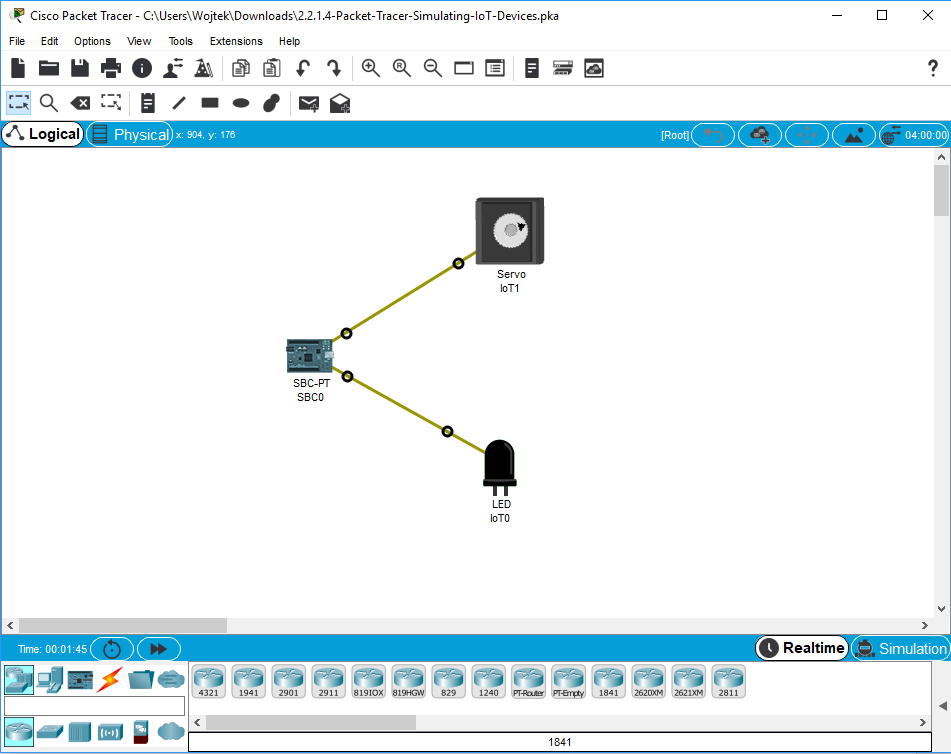 Cisco Packet Tracer - C:\Users\Wojtek\Downloads\2.2.1.4-Packet-Tracer-Simulating-IoT-Devices.pka
File Edit Options View Tools Extensions Help
Logical Physical x: 904, y: 176 [Root] 04:00:00
Servo
IoT1
SBC-PT
SBC0
LED
IoT0
Time: 00:01:45 Realtime Simulation
4321 1941 2901 2911 819IOX 819HGW 829 1240 PT-Router PT-Empty 1841 2620XM 2621XM 2811
1841